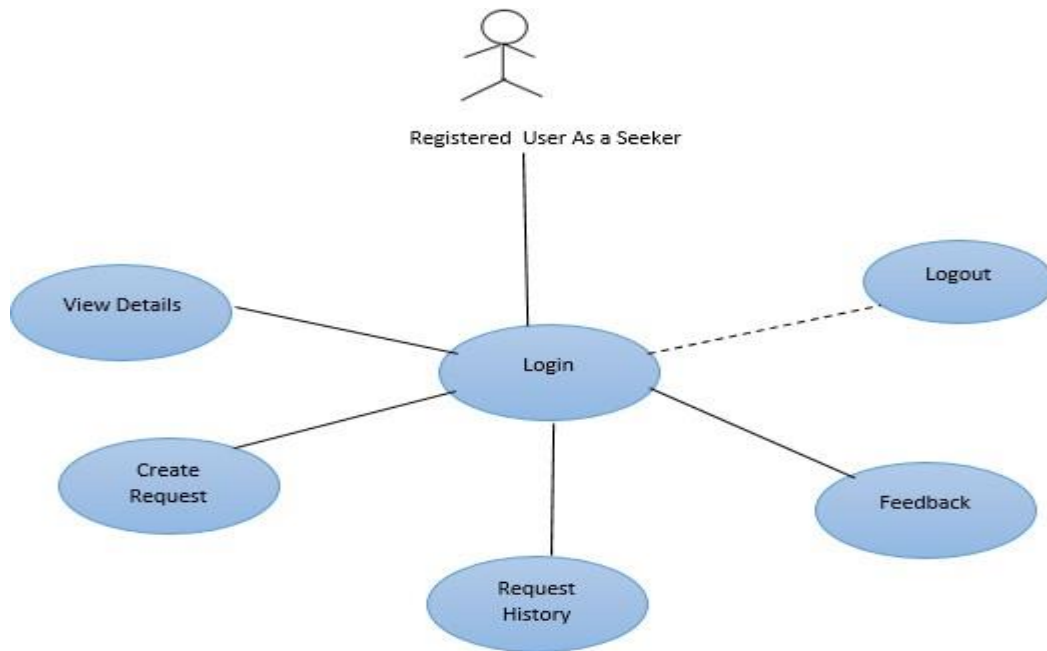 Registered User As a Seeker
Logout
View Details
Login
Create
Request
Feedback
Request
History